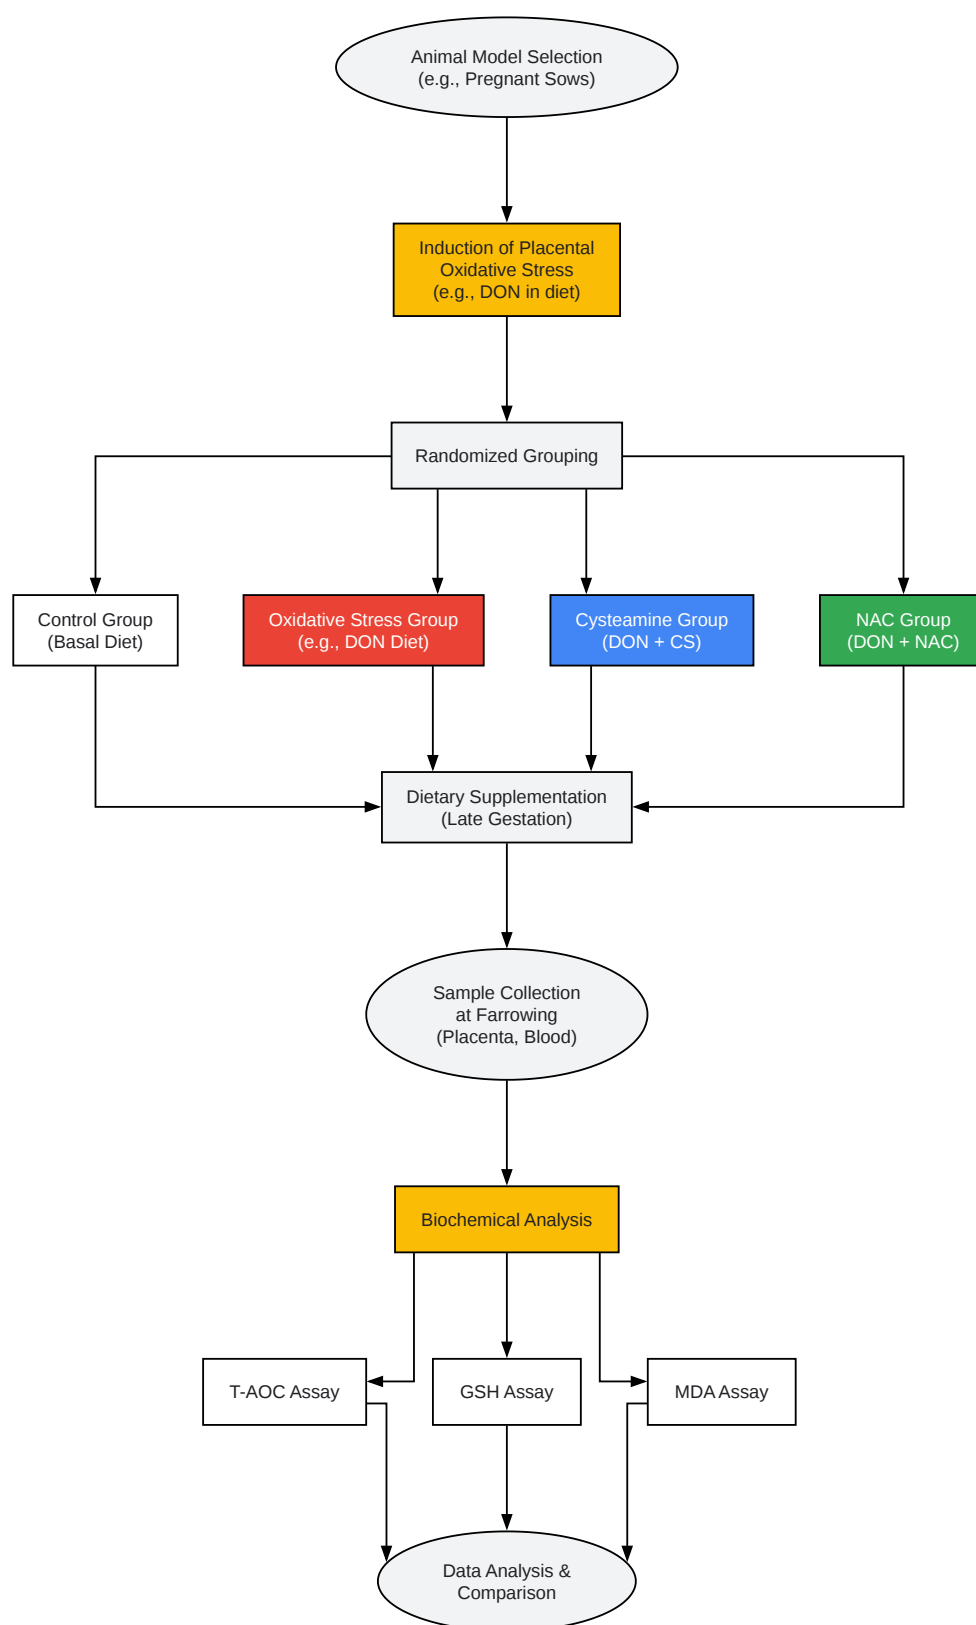 Animal Model Selection
(e.g., Pregnant Sows)
Induction of Placental
Oxidative Stress
(e.g., DON in diet)
Randomized Grouping
Control Group
(Basal Diet)
Oxidative Stress Group
(e.g., DON Diet)
Cysteamine Group
(DON + CS)
NAC Group
(DON + NAC)
Dietary Supplementation
(Late Gestation)
Sample Collection
at Farrowing
(Placenta, Blood)
Biochemical Analysis
T-AOC Assay
GSH Assay
MDA Assay
Data Analysis &
Comparison